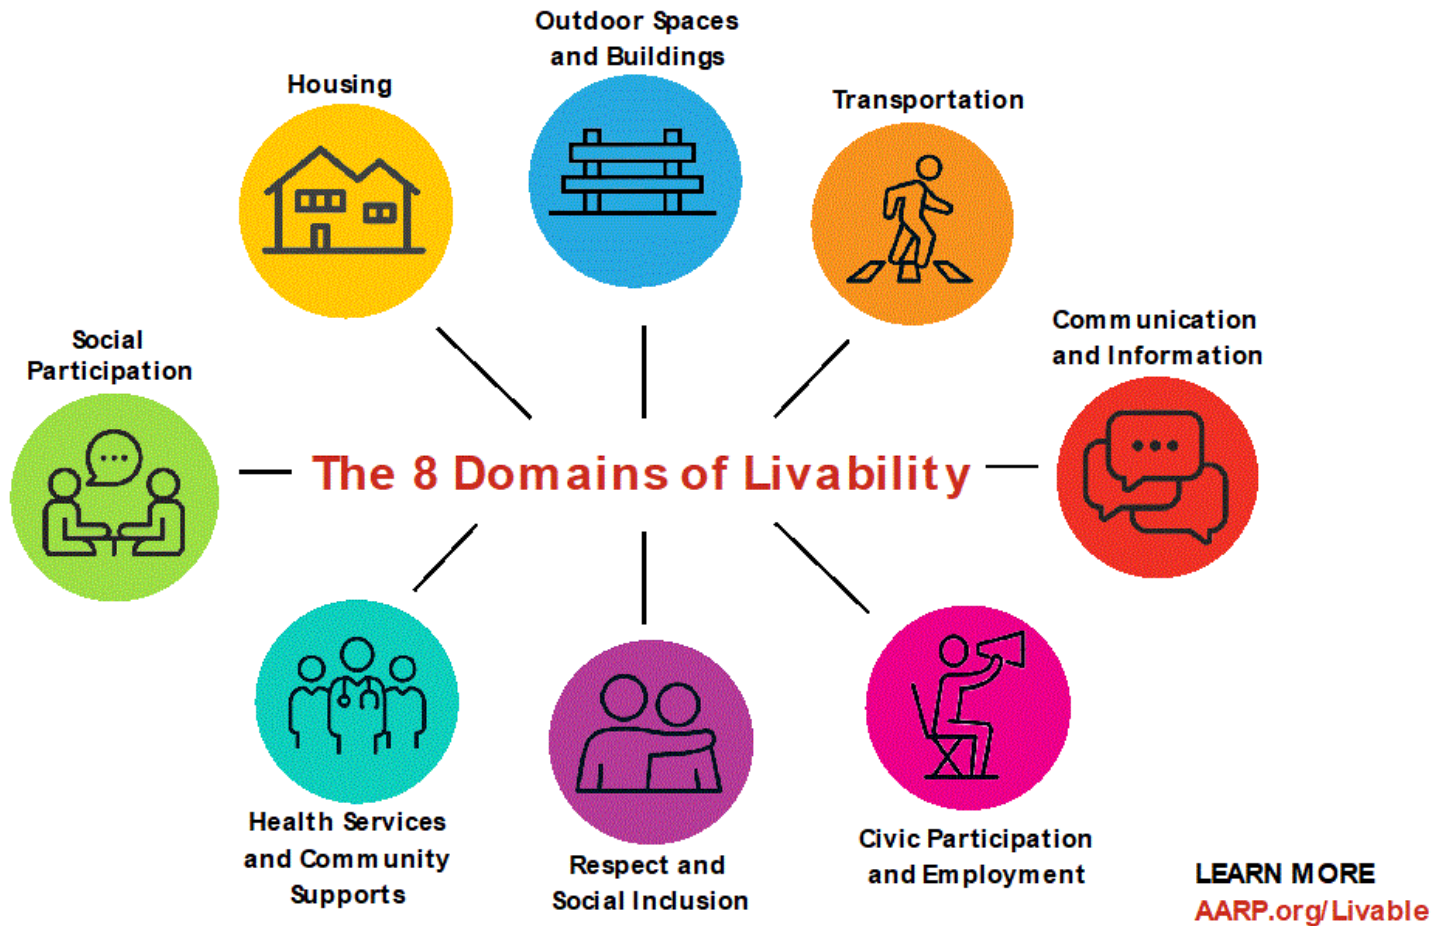 Outdoor Spaces
and Buildings
Housing
Transportation
Communication
and Information
Social
Participation
The 8 Domains of Livability
Health Services
and Community
Supports
Respect and
Social Inclusion
Civic Participation
and Employment
LEARN MORE
AARP.org/Livable